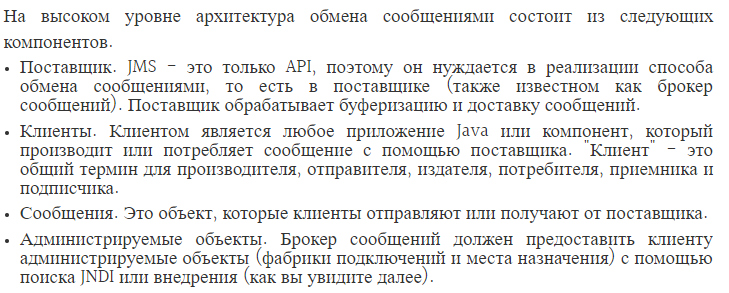 На высоком уровне архитектура обмена сообщениями состоит из следующих
компонентов.
• Поставщик. JMS – это только API, поэтому он нуждается в реализации способа
обмена сообщениями, то есть в поставщике (также известном как брокер
сообщений). Поставщик обрабатывает буферизацию и доставку сообщений.
• Клиенты. Клиентом является любое приложение Java или компонент, который
производит или потребляет сообщение с помощью поставщика. "Клиент" – это
общий термин для производителя, отправителя, издателя, потребителя, приемника и
подписчика.
• Сообщения. Это объект, которые клиенты отправляют или получают от поставщика.
• Администрируемые объекты. Брокер сообщений должен предоставить клиенту
администрируемые объекты (фабрики подключений и места назначения) с помощью
поиска JNDI или внедрения (как вы увидите далее).